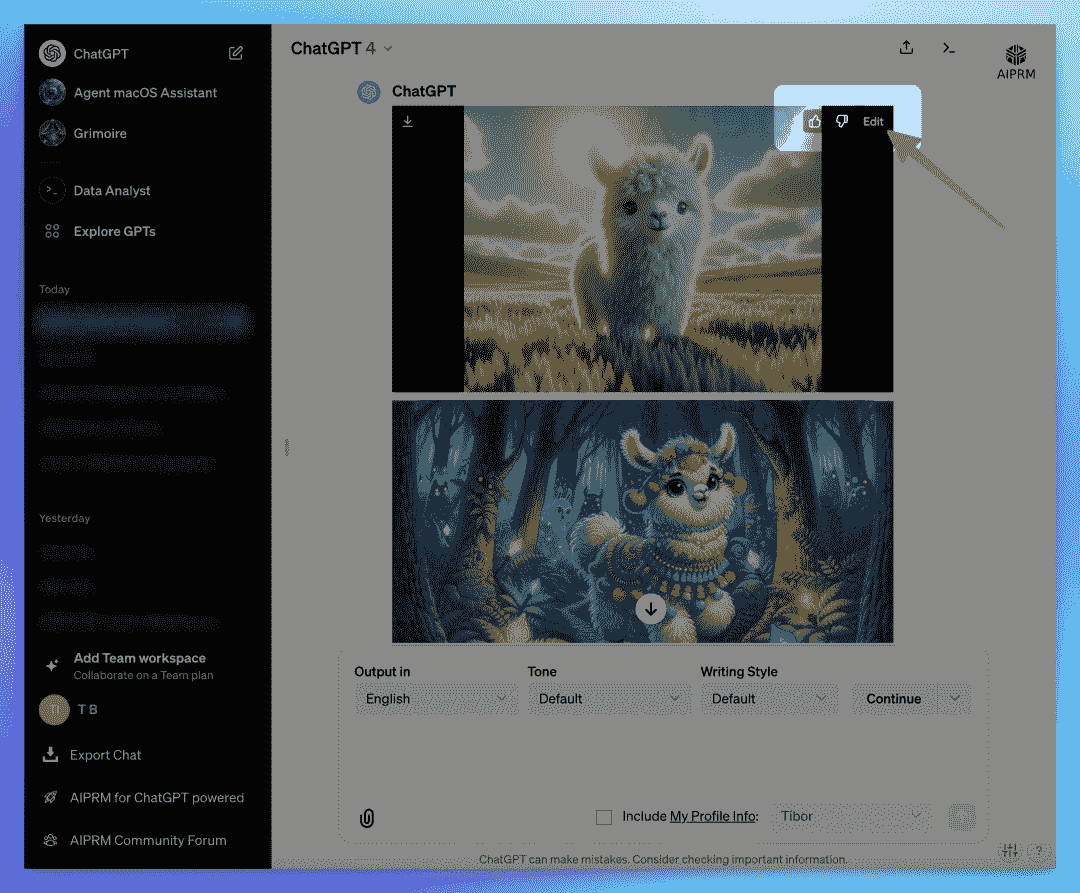 ChatGPT
Agent macOS Assistant
Grimoire
Data Analyst
Explore GPTs
Today
Yesterday
Add Team workspace
Collaborate on a Team plan
T B
Export Chat
AIPRM for ChatGPT powered
AIPRM Community Forum
ChatGPT 4
AIPRM
ChatGPT
Edit
Output in
Tone
Writing Style
English
Default
Default
Continue
Include My Profile Info:
Tibor
ChatGPT can make mistakes. Consider checking important information.
?